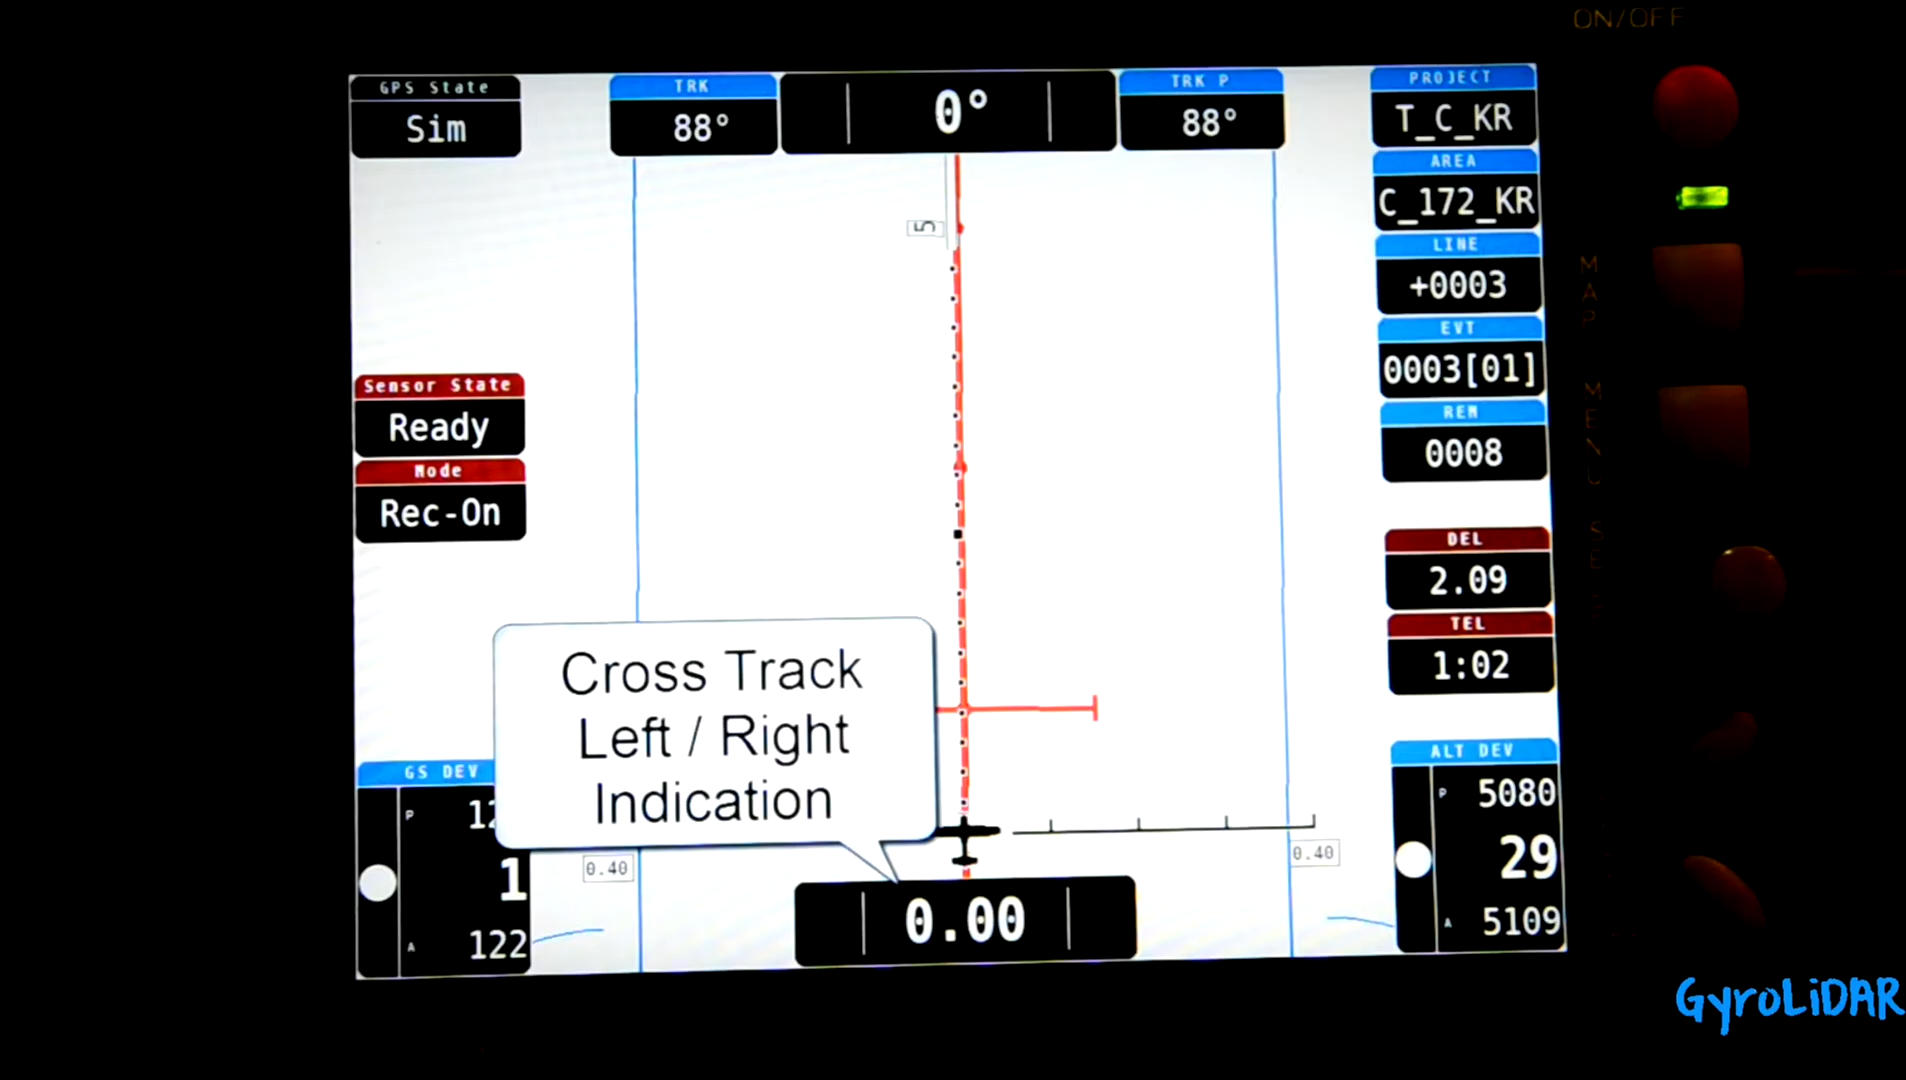 ON/OFF
GPS State
Sim
TRK
88°
0°
TRK P
88°
PROJECT
T_C_KR
AREA
C_172_KR
LINE
+0003
EVT
0003[01]
REM
0008
5
MAP
Sensor State
Ready
Mode
Rec-On
DEL
2.09
TEL
1:02
Cross Track
Left / Right
Indication
GS DEV
P
1
A 122
0.40
0.40
0.00
ALT DEV
P 5080
29
A 5109
GyroLiDAR